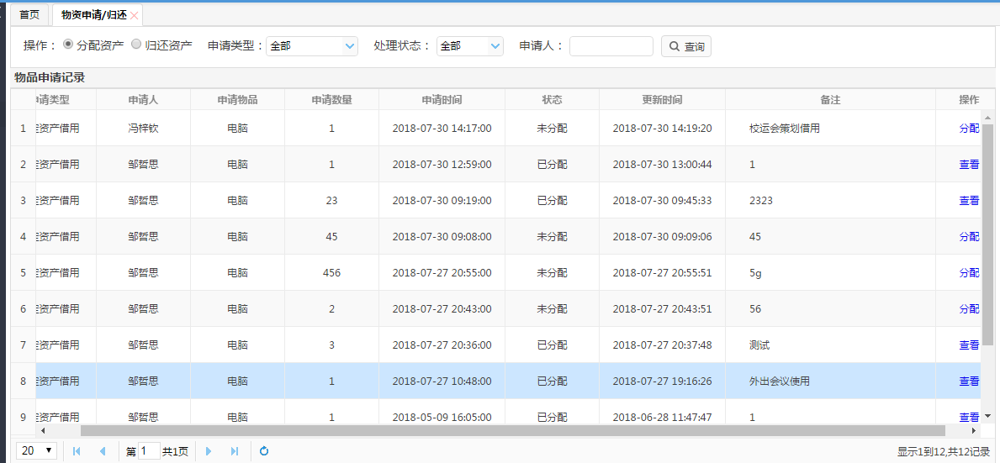 首页 物资申请/归还
操作： 分配资产 归还资产 申请类型： 全部 处理状态： 全部 申请人： 查询
物品申请记录
申请类型 申请人 申请物品 申请数量 申请时间 状态 更新时间 备注 操作
1 资产借用 冯梓钦 电脑 1 2018-07-30 14:17:00 未分配 2018-07-30 14:19:20 校运会策划借用 分配
2 资产借用 邹哲思 电脑 1 2018-07-30 12:59:00 已分配 2018-07-30 13:00:44 1 查看
3 资产借用 邹哲思 电脑 23 2018-07-30 09:19:00 已分配 2018-07-30 09:45:33 2323 查看
4 资产借用 邹哲思 电脑 45 2018-07-30 09:08:00 未分配 2018-07-30 09:09:06 45 分配
5 资产借用 邹哲思 电脑 456 2018-07-27 20:55:00 未分配 2018-07-27 20:55:51 5g 分配
6 资产借用 邹哲思 电脑 2 2018-07-27 20:43:00 未分配 2018-07-27 20:43:51 56 分配
7 资产借用 邹哲思 电脑 3 2018-07-27 20:36:00 已分配 2018-07-27 20:37:48 测试 查看
8 资产借用 邹哲思 电脑 1 2018-07-27 10:48:00 已分配 2018-07-27 19:16:26 外出会议使用 查看
9 资产借用 邹哲思 电脑 1 2018-05-09 16:05:00 已分配 2018-06-28 11:47:47 1 查看
20 第 1 共1页 显示1到12,共12记录